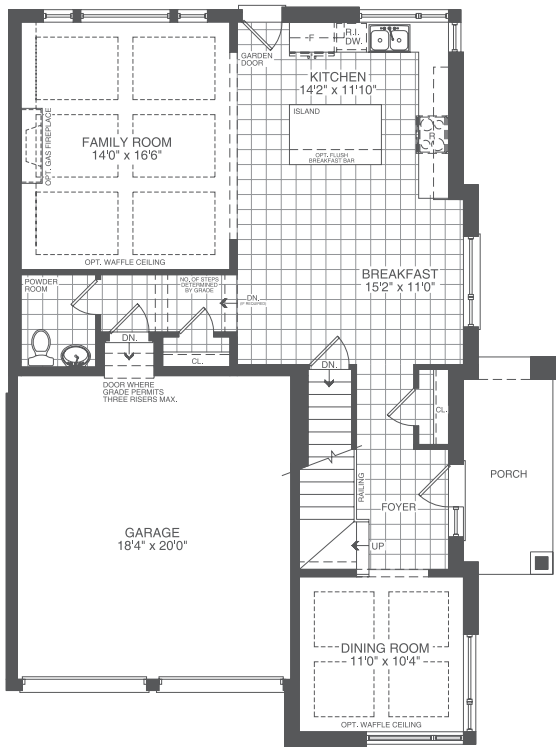 F
R.I.
DW.
GARDEN
DOOR
KITCHEN
14'2" x 11'10"
ISLAND
R
OPT. FLUSH
BREAKFAST BAR
OPT. GAS FIREPLACE
FAMILY ROOM
14'0" x 16'6"
OPT. WAFFLE CEILING
POWDER
ROOM
NO. OF STEPS
DETERMINED
BY GRADE
DN.
IF REQUIRED
BREAKFAST
15'2" x 11'0"
DN.
CL.
DOOR WHERE
GRADE PERMITS
THREE RISERS MAX.
DN.
CL.
RAILING
FOYER
PORCH
UP
GARAGE
18'4" x 20'0"
DINING ROOM
11'0" x 10'4"
OPT. WAFFLE CEILING